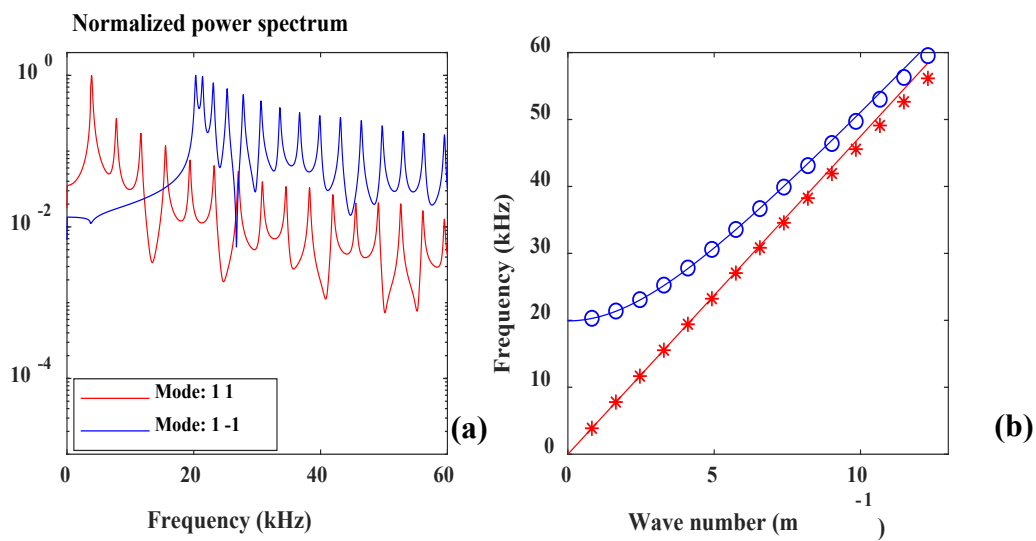 Normalized power spectrum
10^0
10^-2
10^-4
Mode: 1 1
Mode: 1 -1
(a)
0 20 40 60
Frequency (kHz)
60
50
40
30
20
10
0
Frequency (kHz)
0 5 10
Wave number (m^-1)
(b)